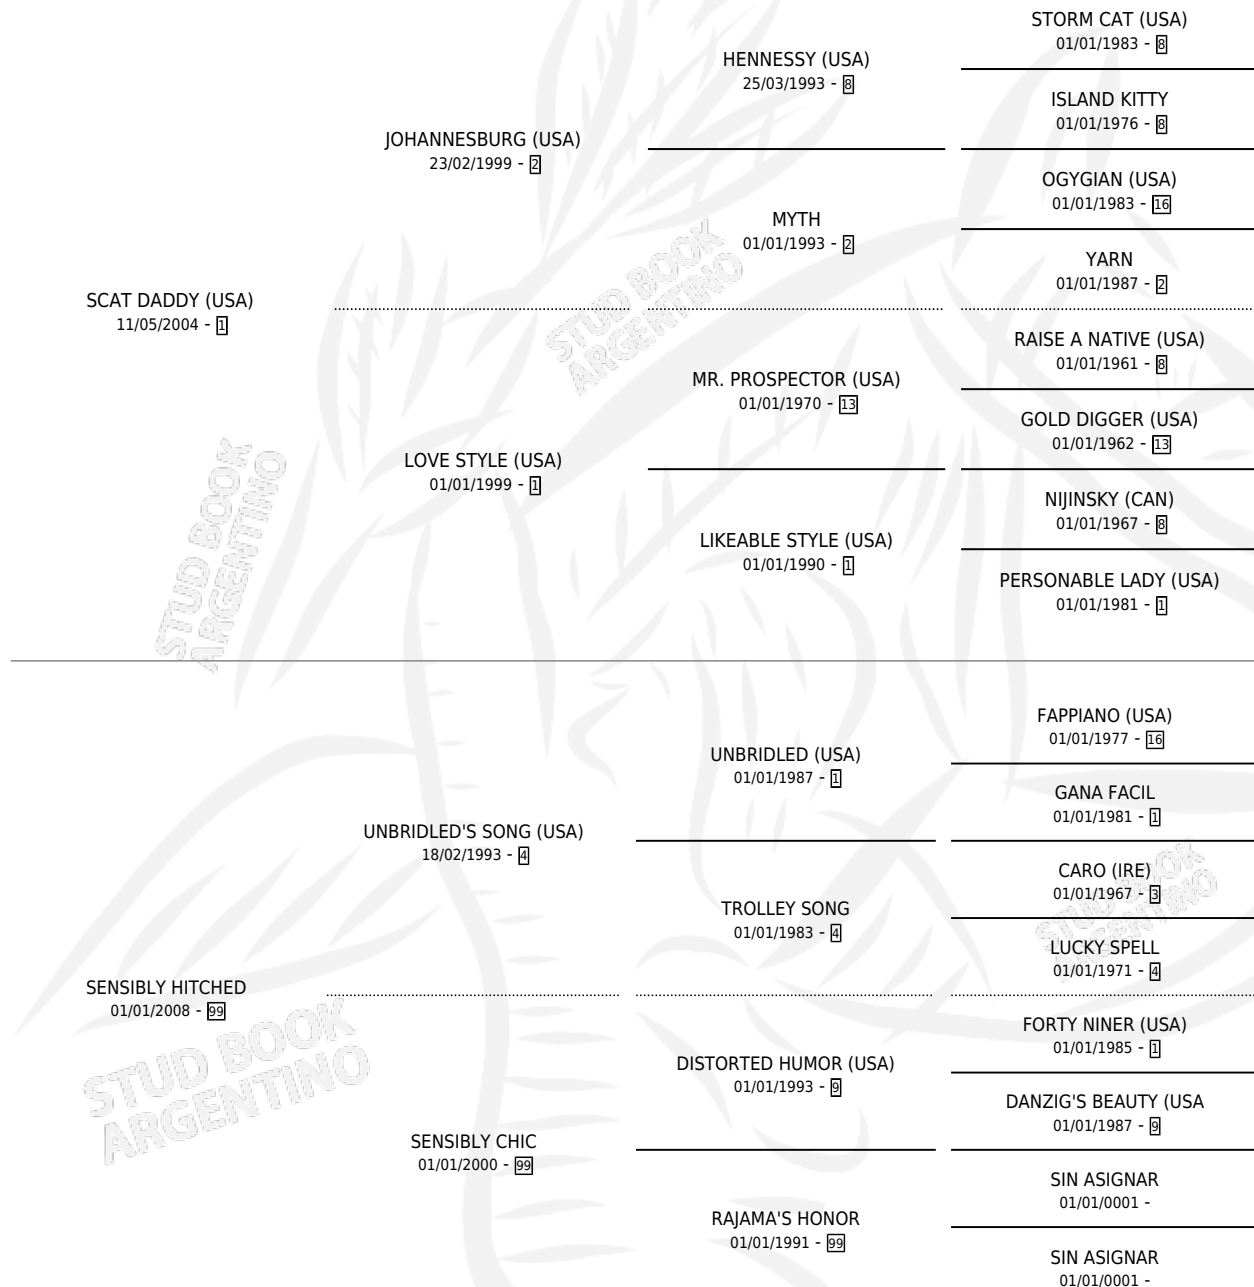 STORM CAT (USA)
01/01/1983 - 8
HENNESSY (USA)
25/03/1993 - 8
ISLAND KITTY
01/01/1976 - 8
JOHANNESBURG (USA)
23/02/1999 - 2
OGYGIAN (USA)
01/01/1983 - 16
MYTH
01/01/1993 - 2
YARN
01/01/1987 - 2
SCAT DADDY (USA)
11/05/2004 - 1
RAISE A NATIVE (USA)
01/01/1961 - 8
MR. PROSPECTOR (USA)
01/01/1970 - 13
GOLD DIGGER (USA)
01/01/1962 - 13
LOVE STYLE (USA)
01/01/1999 - 1
NIJINSKY (CAN)
01/01/1967 - 8
LIKEABLE STYLE (USA)
01/01/1990 - 1
PERSONABLE LADY (USA)
01/01/1981 - 1
STUD BOOK
ARGENTINO
STUD BOOK
ARGENTINO
FAPPIANO (USA)
01/01/1977 - 16
UNBRIDLED (USA)
01/01/1987 - 1
GANA FACIL
01/01/1981 - 1
UNBRIDLED'S SONG (USA)
18/02/1993 - 4
CARO (IRE)
01/01/1967 - 3
TROLLEY SONG
01/01/1983 - 4
LUCKY SPELL
01/01/1971 - 4
STUD BOOK
ARGENTINO
SENSIBLY HITCHED
01/01/2008 - 99
FORTY NINER (USA)
01/01/1985 - 1
DISTORTED HUMOR (USA)
01/01/1993 - 9
DANZIG'S BEAUTY (USA
01/01/1987 - 9
SENSIBLY CHIC
01/01/2000 - 99
SIN ASIGNAR
01/01/0001 -
RAJAMA'S HONOR
01/01/1991 - 99
SIN ASIGNAR
01/01/0001 -
STUD BOOK
ARGENTINO